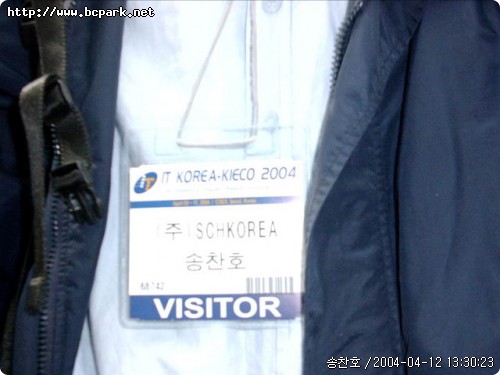 http://www.bcpark.net
IT KOREA-KIECO 2004
(주) SCHKOREA
송찬호
VISITOR
송찬호 / 2004-04-12 13:30:23